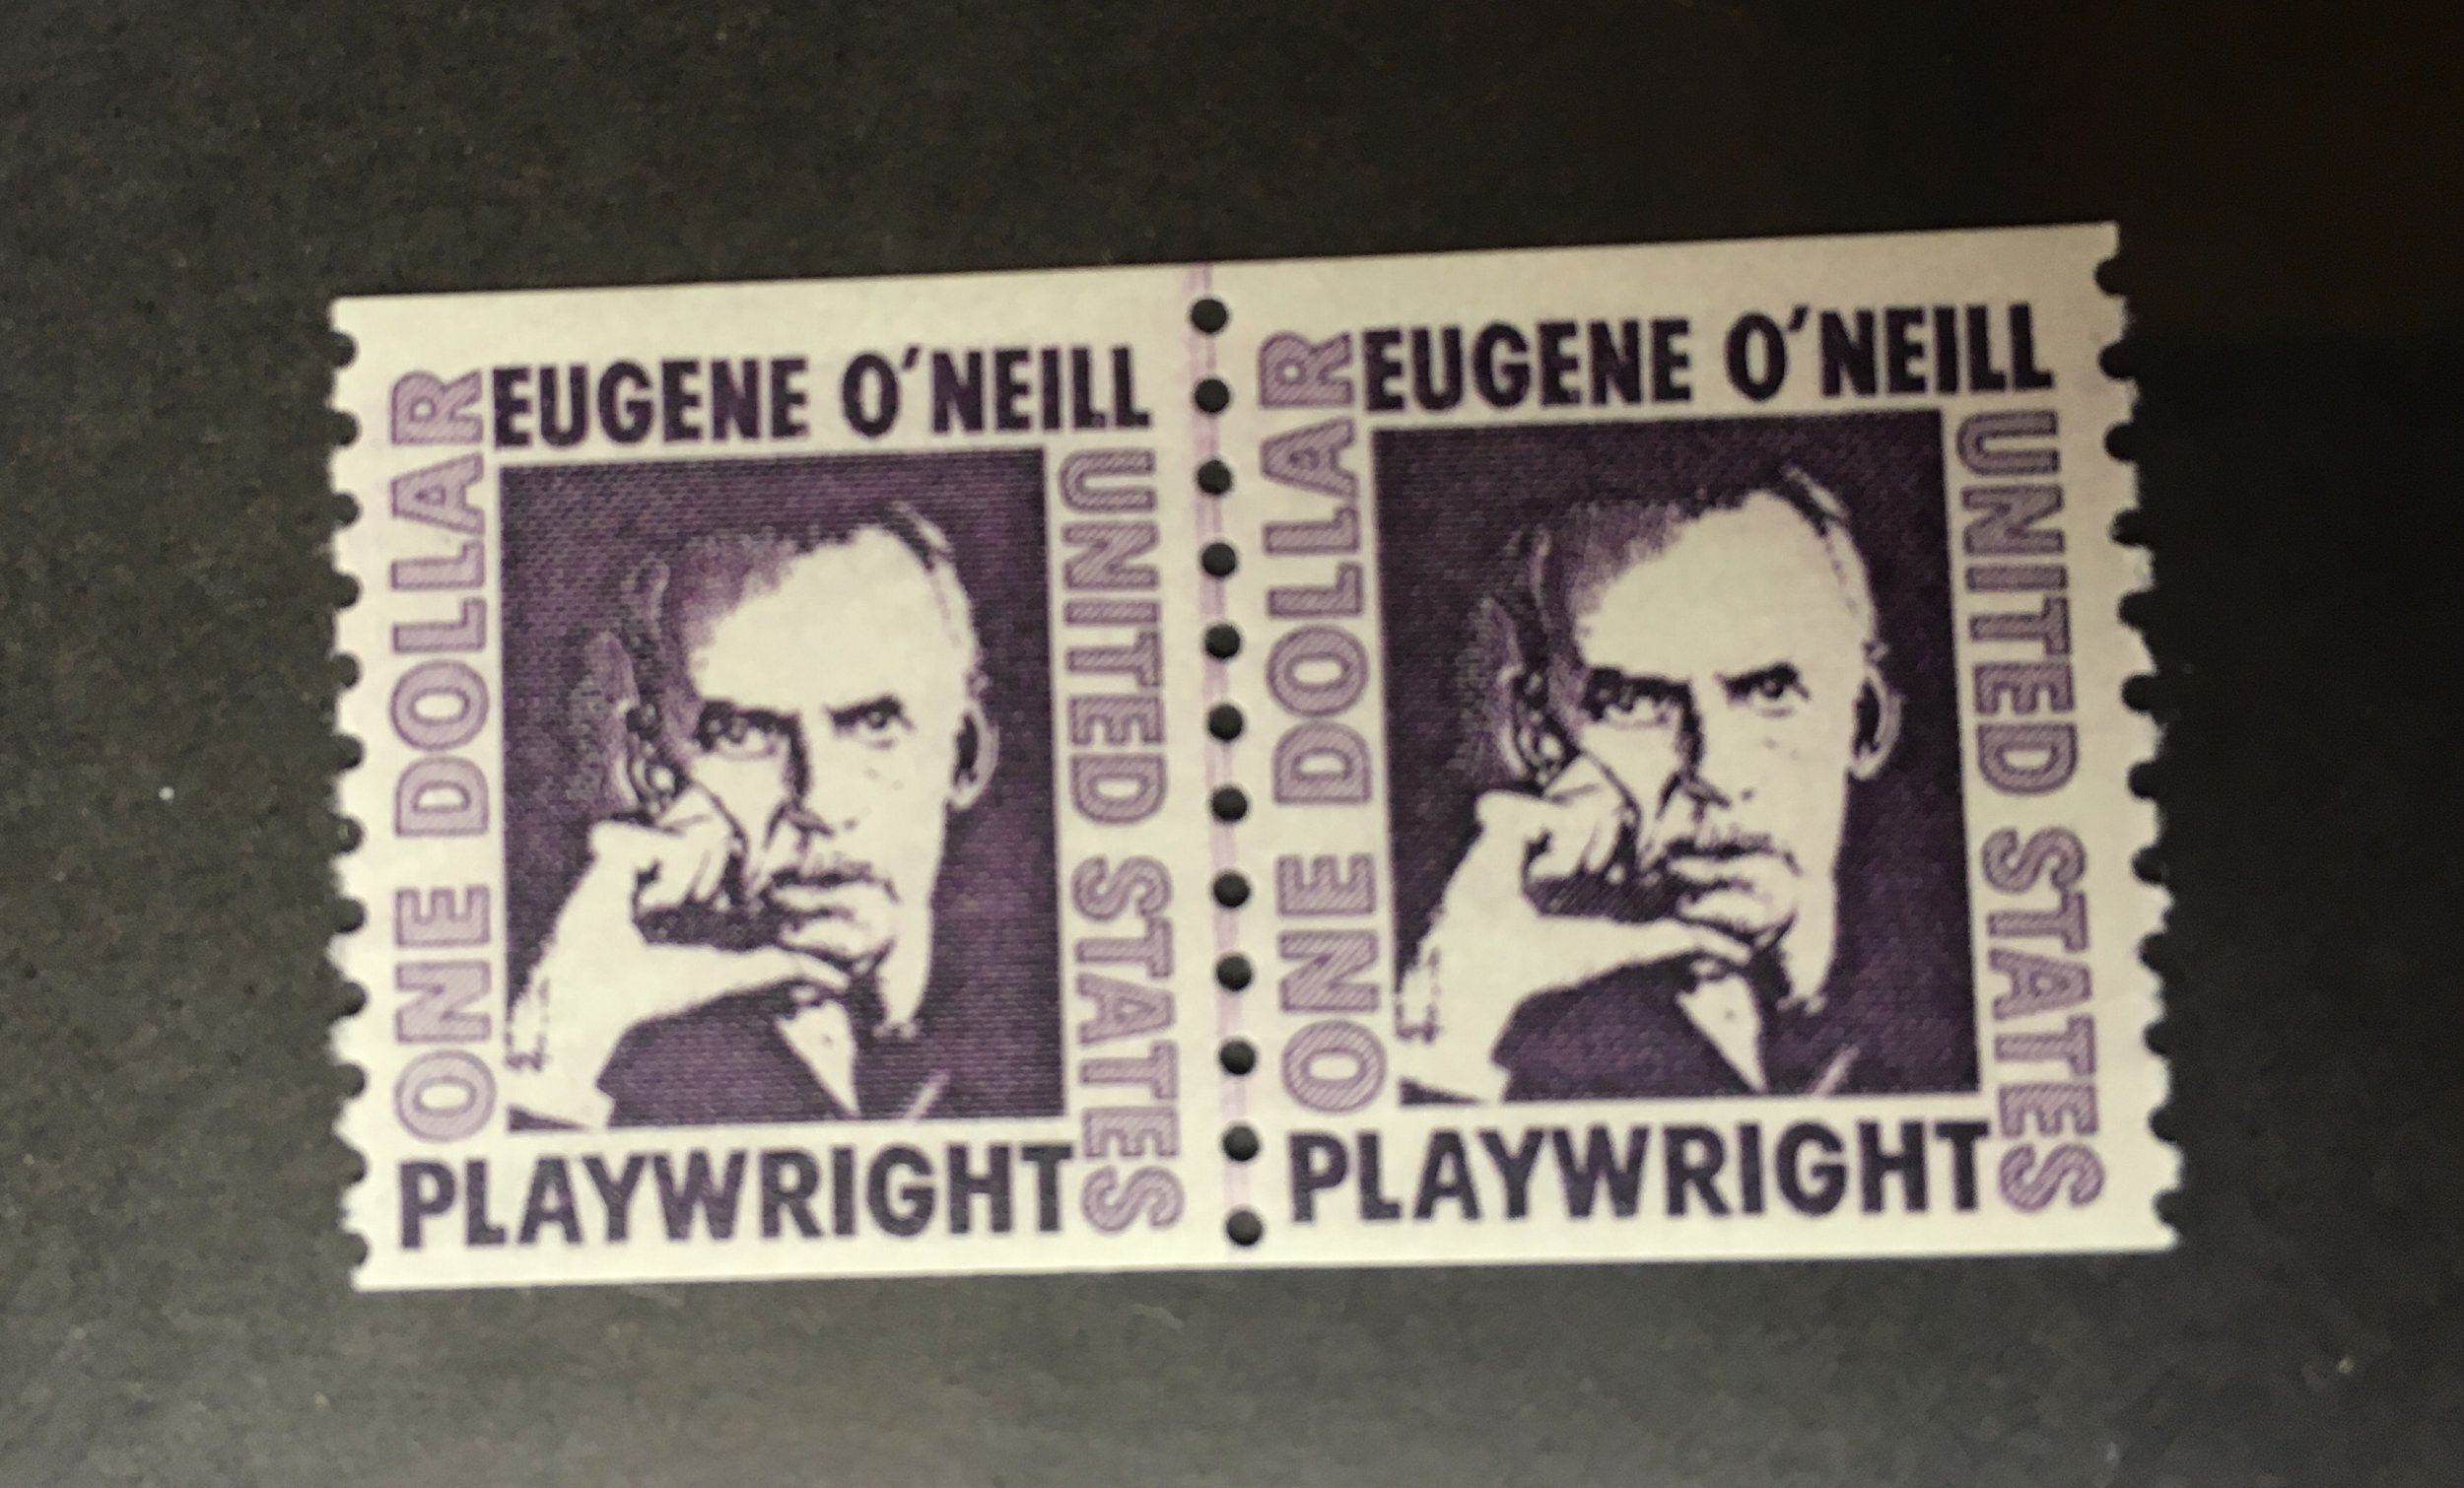 EUGENE O'NEILL
ONE DOLLAR
UNITED STATES
PLAYWRIGHT
EUGENE O'NEILL
ONE DOLLAR
UNITED STATES
PLAYWRIGHT